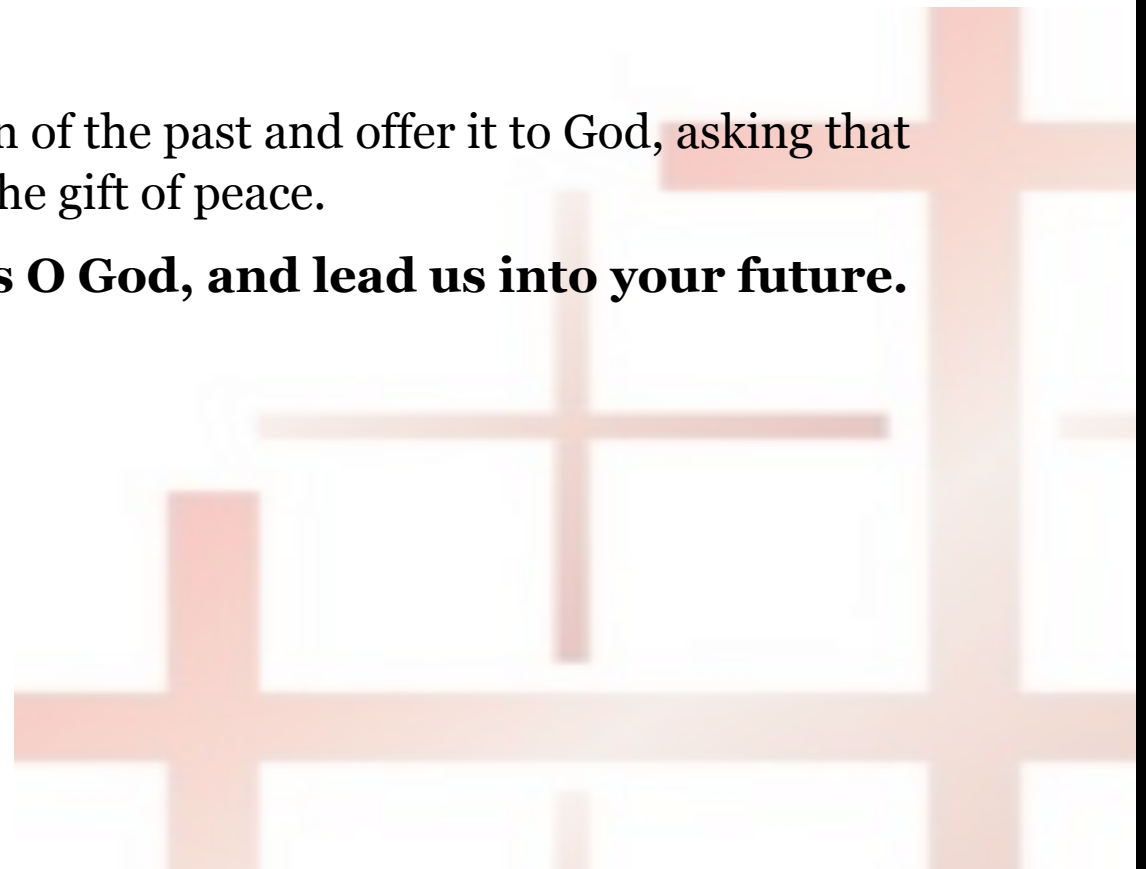 of the past and offer it to God, asking that
he gift of peace.
s O God, and lead us into your future.